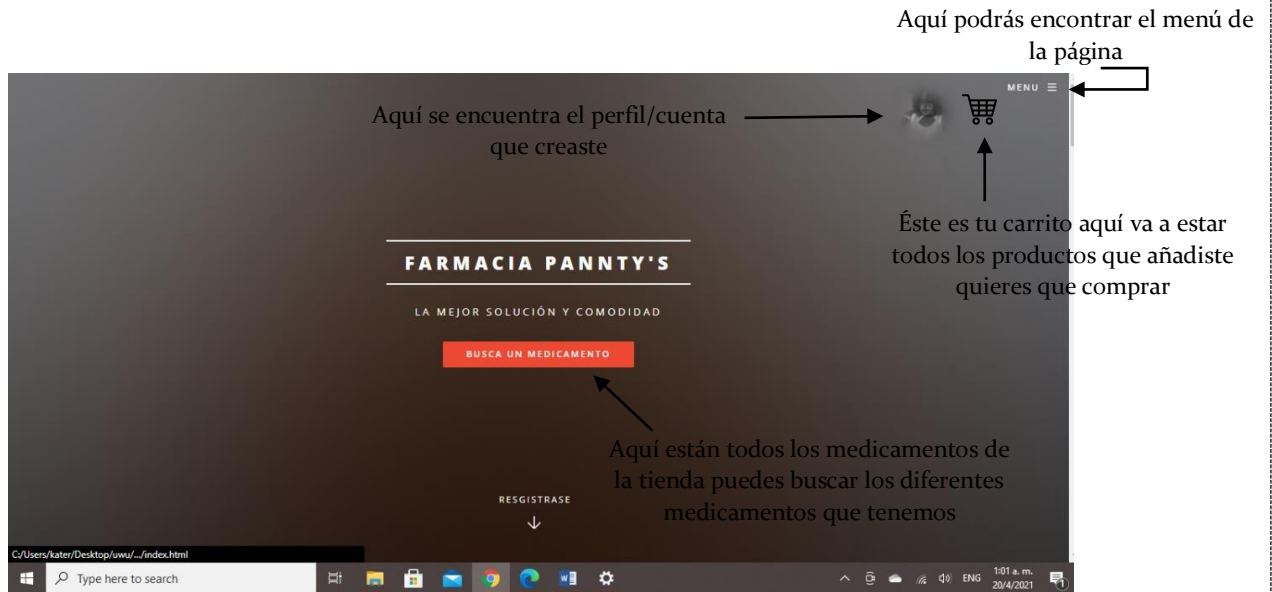 Aquí podrás encontrar el menú de
la página
MENU
Aquí se encuentra el perfil/cuenta
que creaste
Éste es tu carrito aquí va a estar
todos los productos que añadiste
quieres que comprar
FARMACIA PANNTY'S
LA MEJOR SOLUCIÓN Y COMODIDAD
BUSCA UN MEDICAMENTO
Aquí están todos los medicamentos de
la tienda puedes buscar los diferentes
medicamentos que tenemos
RESGISTRASE
C:/Users/kater/Desktop/uwu/.../index.html
Type here to search
ENG
1:01 a. m.
20/4/2021
1